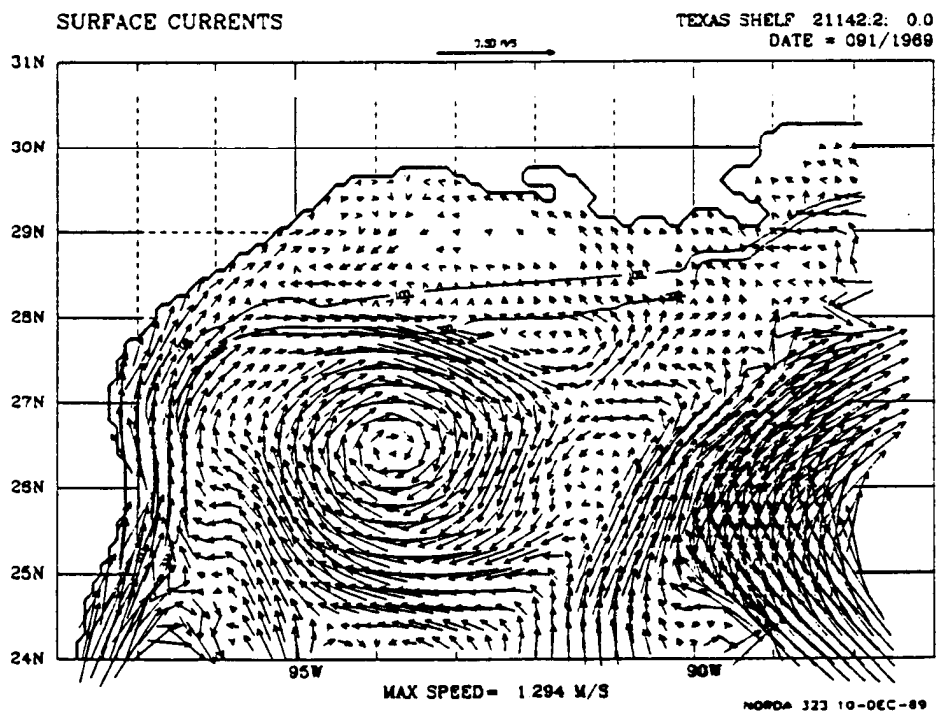 SURFACE CURRENTS
TEXAS SHELF 21142.2: 0.0
DATE = 091/1969
31N
30N
29N
28N
27N
26N
25N
24N
95W
90W
MAX SPEED= 1.294 M/S
NORDA 323 10-DEC-89